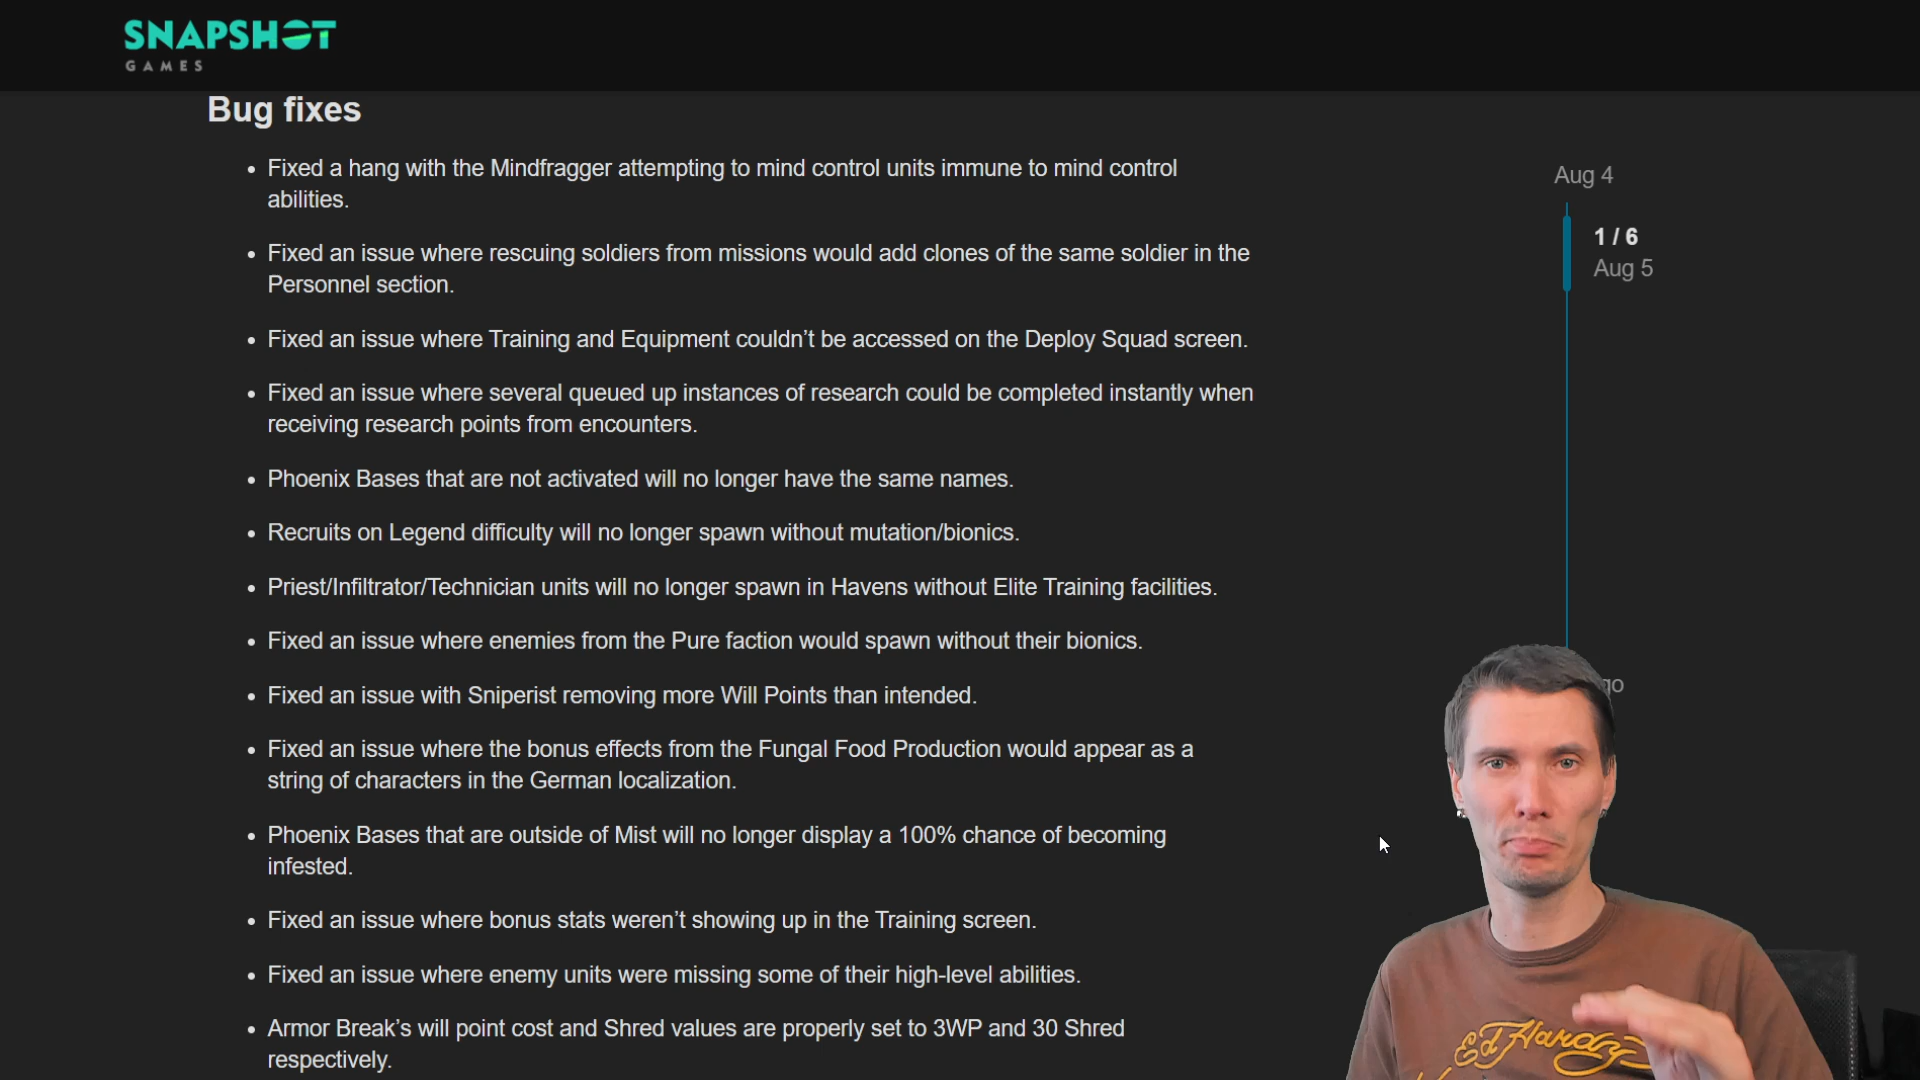 SNAPSHOT
GAMES
Bug fixes
• Fixed a hang with the Mindfragger attempting to mind control units immune to mind control
abilities.
• Fixed an issue where rescuing soldiers from missions would add clones of the same soldier in the
Personnel section.
• Fixed an issue where Training and Equipment couldn’t be accessed on the Deploy Squad screen.
• Fixed an issue where several queued up instances of research could be completed instantly when
receiving research points from encounters.
• Phoenix Bases that are not activated will no longer have the same names.
• Recruits on Legend difficulty will no longer spawn without mutation/bionics.
• Priest/Infiltrator/Technician units will no longer spawn in Havens without Elite Training facilities.
• Fixed an issue where enemies from the Pure faction would spawn without their bionics.
• Fixed an issue with Sniperist removing more Will Points than intended.
• Fixed an issue where the bonus effects from the Fungal Food Production would appear as a
string of characters in the German localization.
• Phoenix Bases that are outside of Mist will no longer display a 100% chance of becoming
infested.
• Fixed an issue where bonus stats weren’t showing up in the Training screen.
• Fixed an issue where enemy units were missing some of their high-level abilities.
• Armor Break’s will point cost and Shred values are properly set to 3WP and 30 Shred
respectively.
Aug 4
1 / 6
Aug 5
Ed Hardy